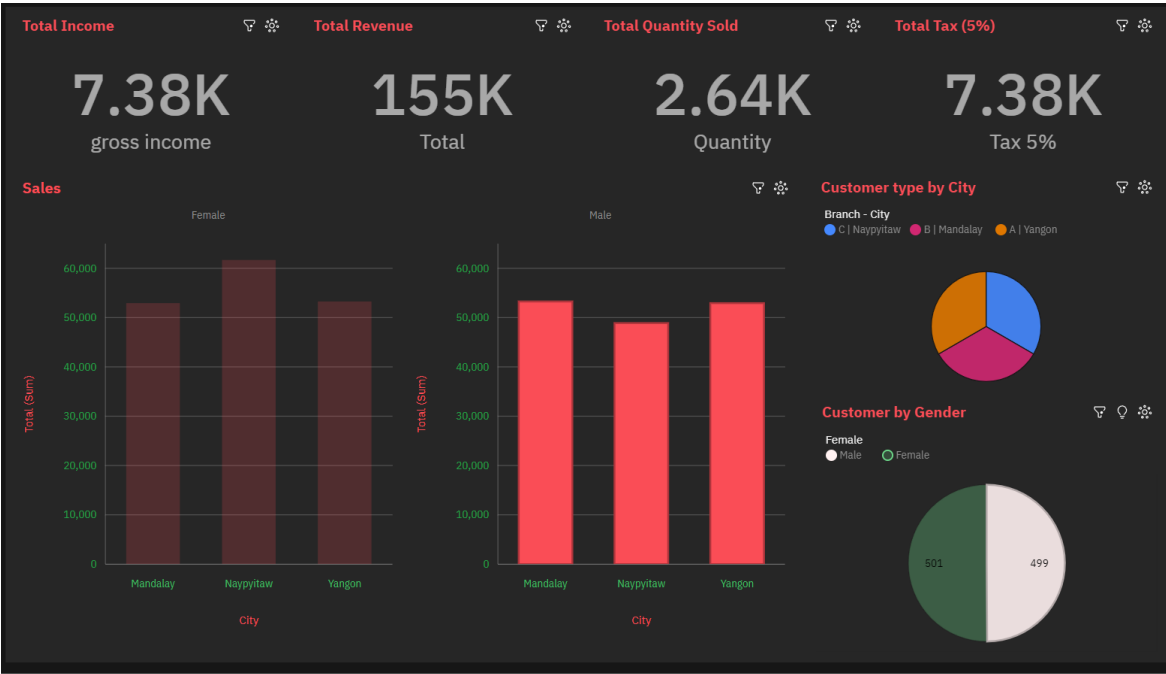 Total Income
Total Revenue
Total Quantity Sold
Total Tax (5%)
7.38K
155K
2.64K
7.38K
gross income
Total
Quantity
Tax 5%
Sales
Female
Male
Total (Sum)
60,000
50,000
40,000
30,000
20,000
10,000
0
Mandalay
Naypyitaw
Yangon
City
Total (Sum)
60,000
50,000
40,000
30,000
20,000
10,000
0
Mandalay
Naypyitaw
Yangon
City
Customer type by City
Branch - City
C | Naypyitaw
B | Mandalay
A | Yangon
Customer by Gender
Female
Male
Female
501
499